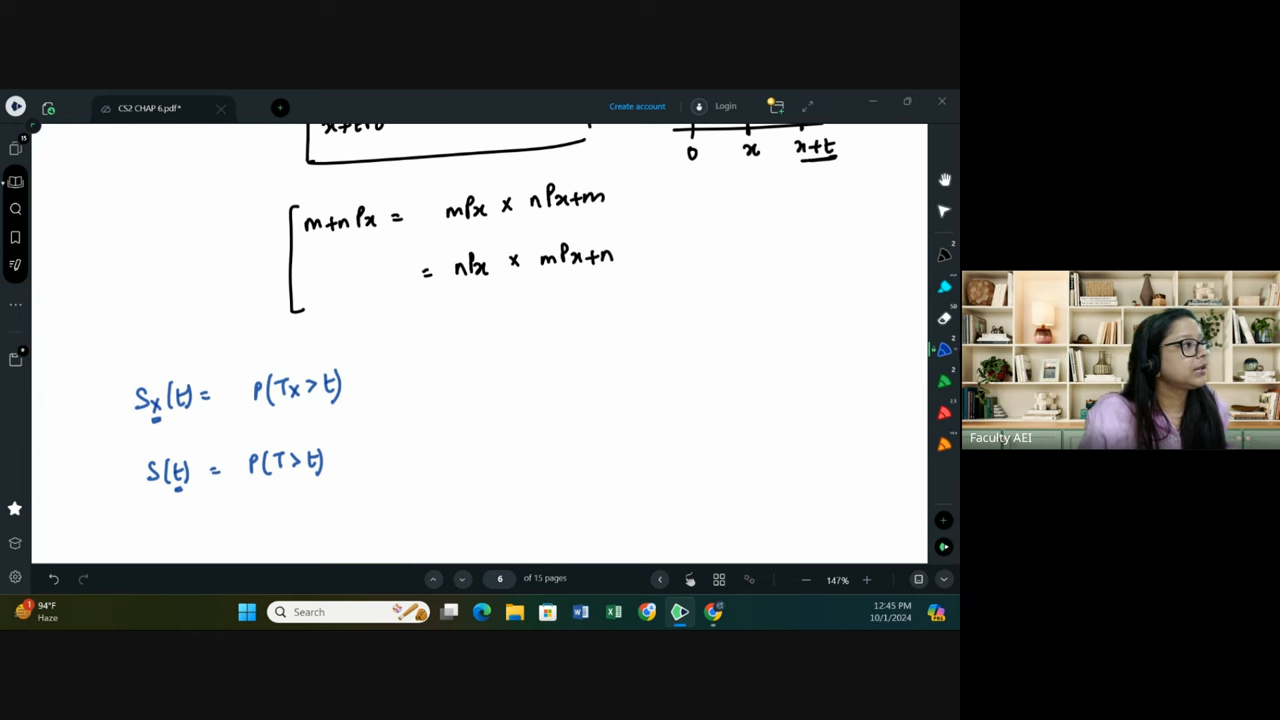 CS2 CHAP 6.pdf*
Create account
Login
15
0 x x+t
m+nPx = mPx × nPx+m
= nPx × mPx+n
Sx(t) = P(Tx > t)
S(t) = P(T > t)
Faculty AEI
6 of 15 pages
147%
94°F
Haze
Search
12:45 PM
10/1/2024